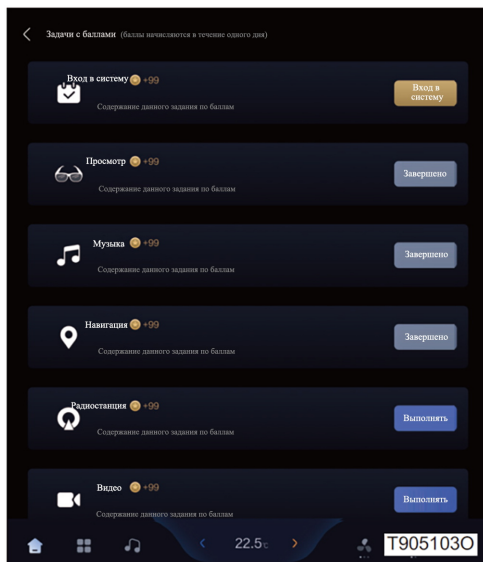 Задачи с баллами (баллы начисляются в течение одного дня)
Вход в систему +99
Содержание данного задания по баллам
Вход в систему
Просмотр +99
Содержание данного задания по баллам
Завершено
Музыка +99
Содержание данного задания по баллам
Завершено
Навигация +99
Содержание данного задания по баллам
Завершено
Радиостанция +99
Содержание данного задания по баллам
Выполнять
Видео +99
Содержание данного задания по баллам
Выполнять
22.5°c
T905103O